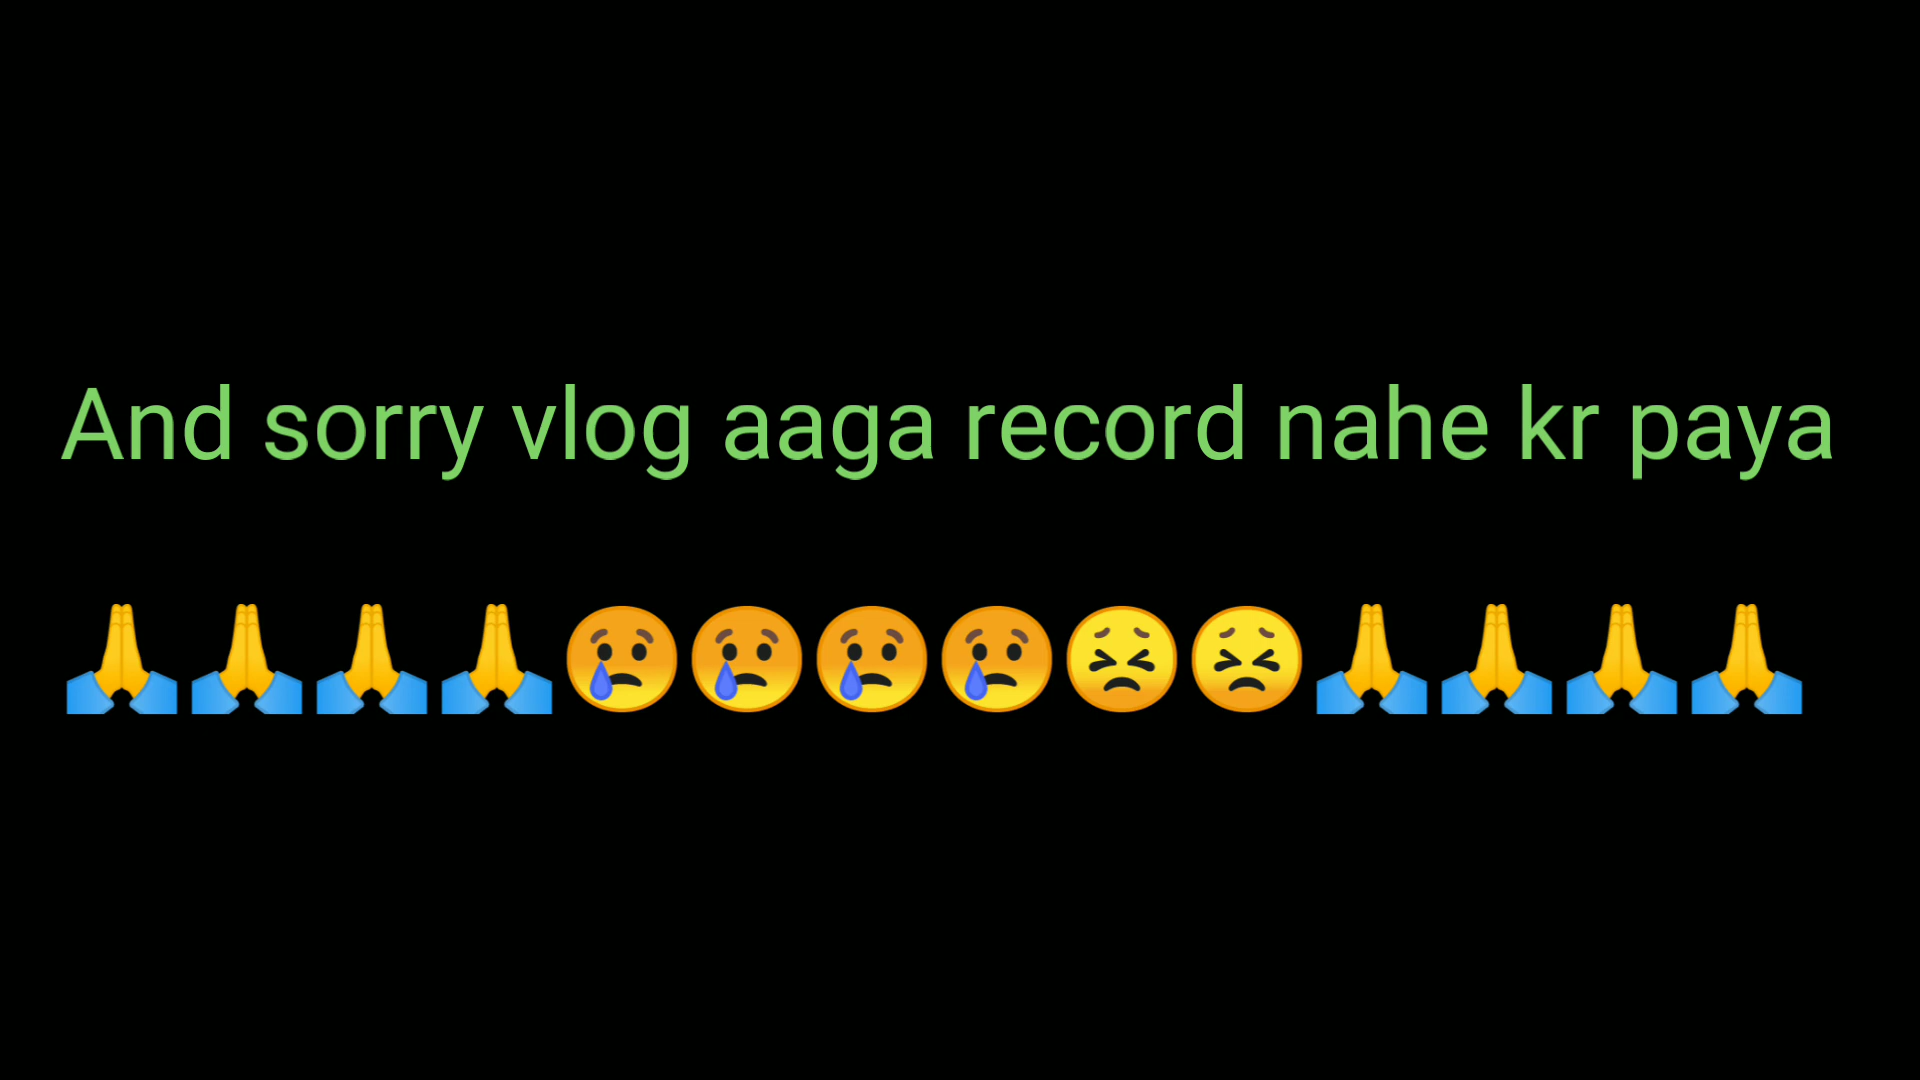 And sorry vlog aaga record nahe kr paya
🙏🙏🙏🙏😢😢😢😢😣😣🙏🙏🙏🙏